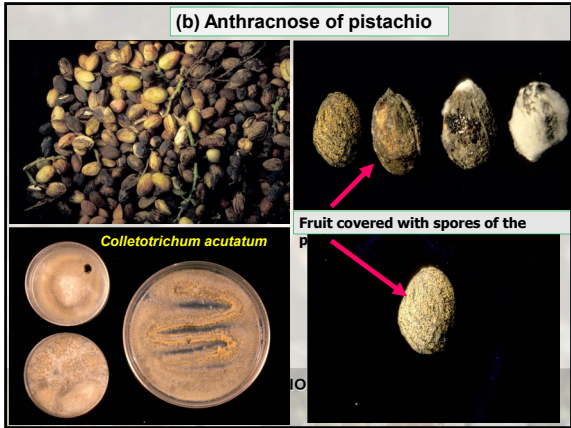 (b) Anthracnose of pistachio
Fruit covered with spores of the
Colletotrichum acutatum